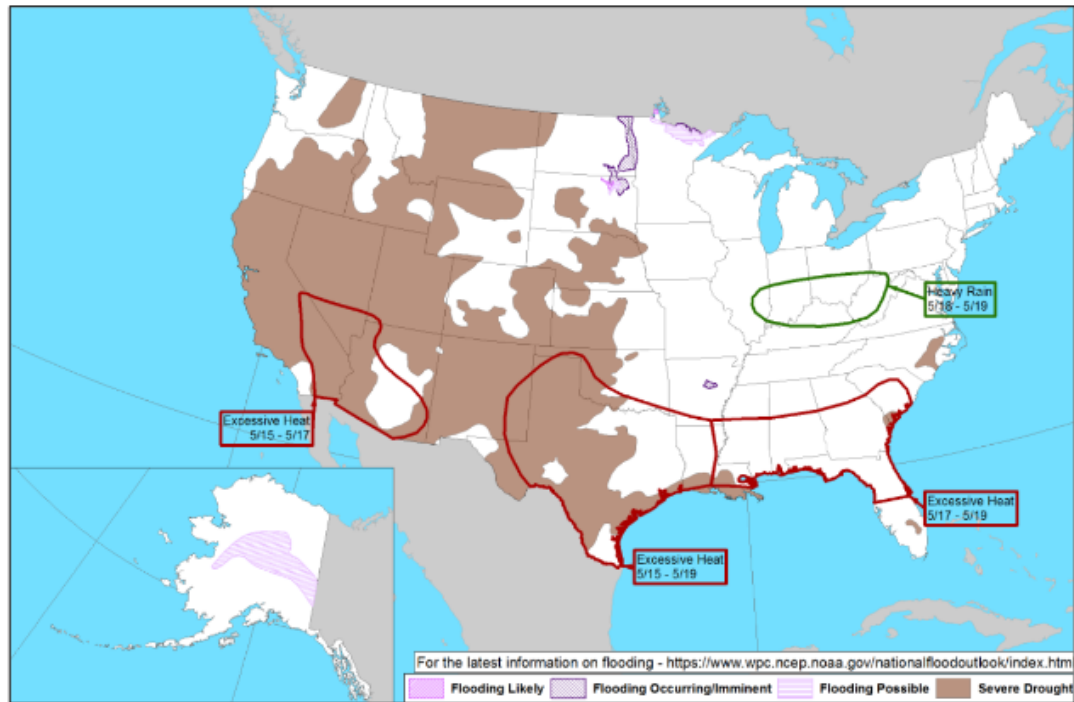 Heavy Rain
5/18 - 5/19
Excessive Heat
5/15 - 5/17
Excessive Heat
5/17 - 5/19
Excessive Heat
5/15 - 5/19
For the latest information on flooding - https://www.wpc.ncep.noaa.gov/nationalfloodoutlook/index.htm
Flooding Likely Flooding Occurring/Imminent Flooding Possible Severe Drought